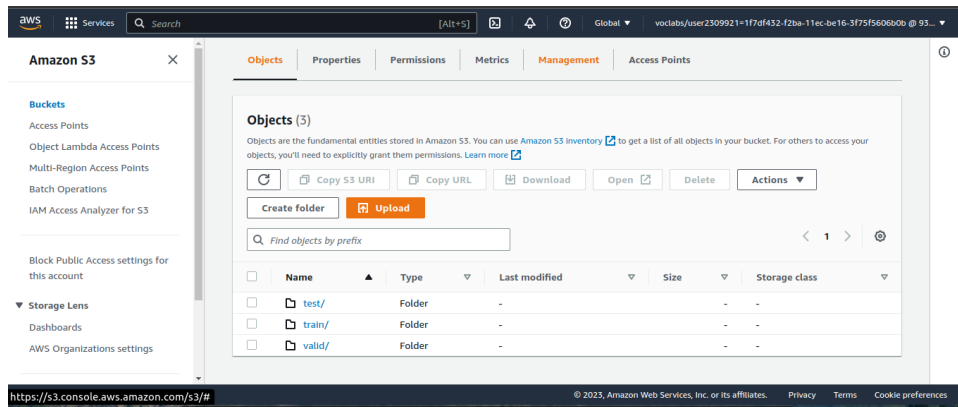 aws Services Search [Alt+S] Global ▼ voclabs/user2309921=1f7df432-f2ba-11ec-be16-3f75f5606b0b @ 93... ▼
Amazon S3
Buckets
Access Points
Object Lambda Access Points
Multi-Region Access Points
Batch Operations
IAM Access Analyzer for S3
Block Public Access settings for
this account
▼ Storage Lens
Dashboards
AWS Organizations settings
Objects Properties Permissions Metrics Management Access Points
Objects (3)
Objects are the fundamental entities stored in Amazon S3. You can use Amazon S3 inventory to get a list of all objects in your bucket. For others to access your
objects, you'll need to explicitly grant them permissions. Learn more
Copy S3 URI Copy URL Download Open Delete Actions ▼
Create folder Upload
Find objects by prefix 1
Name ▲ Type Last modified Size Storage class
test/ Folder - - -
train/ Folder - - -
valid/ Folder - - -
https://s3.console.aws.amazon.com/s3/# © 2023, Amazon Web Services, Inc. or its affiliates. Privacy Terms Cookie preferences